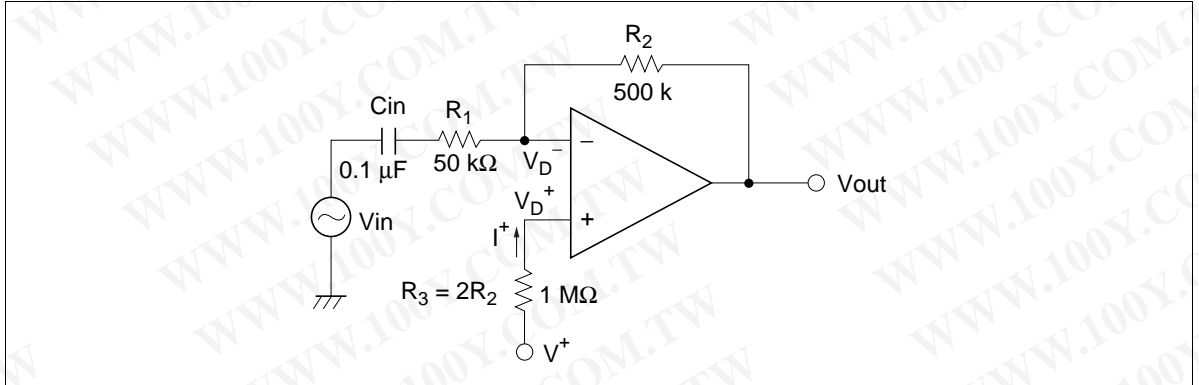 R2
500 k
Cin
R1
0.1 μF
50 kΩ
VD−
−
Vout
VD+
+
Vin
I+
R3 = 2R2
1 MΩ
V+
WWW.100Y.COM.TW